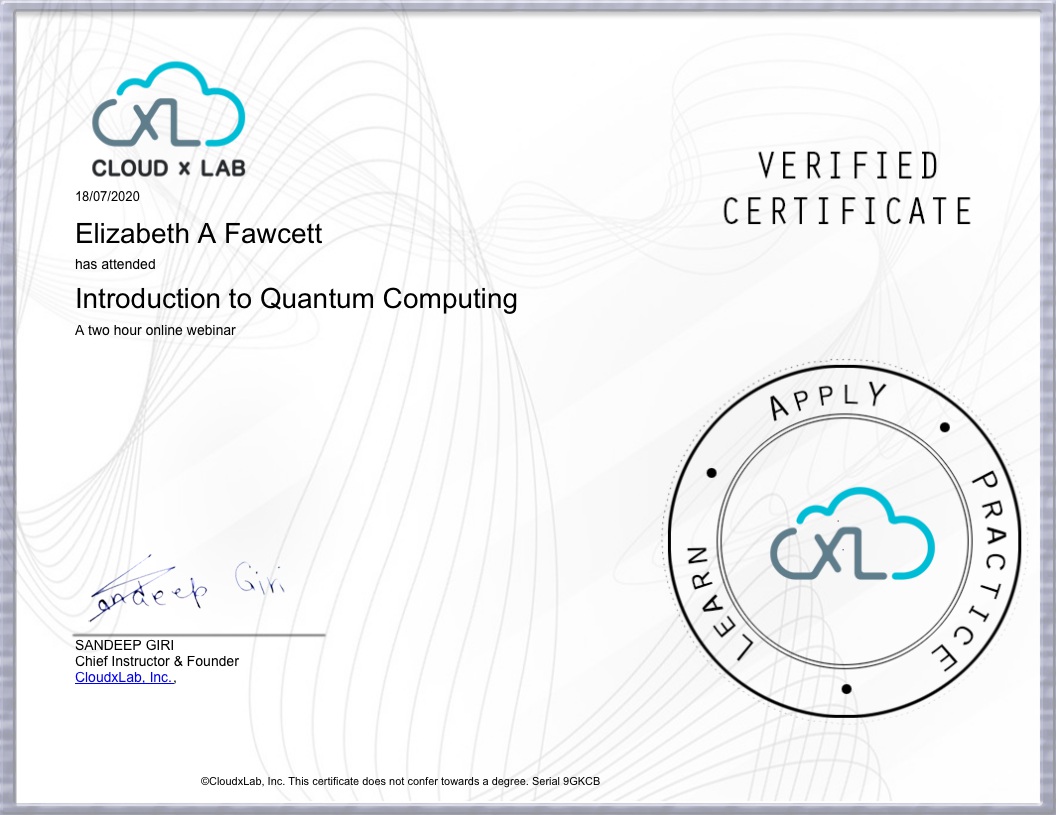 CXL
CLOUD x LAB
18/07/2020
Elizabeth A Fawcett
has attended
Introduction to Quantum Computing
A two hour online webinar
VERIFIED
CERTIFICATE
LEARN • APPLY • PRACTICE •
CXL
Sandeep Giri
SANDEEP GIRI
Chief Instructor & Founder
CloudxLab, Inc.,
©CloudxLab, Inc. This certificate does not confer towards a degree. Serial 9GKCB